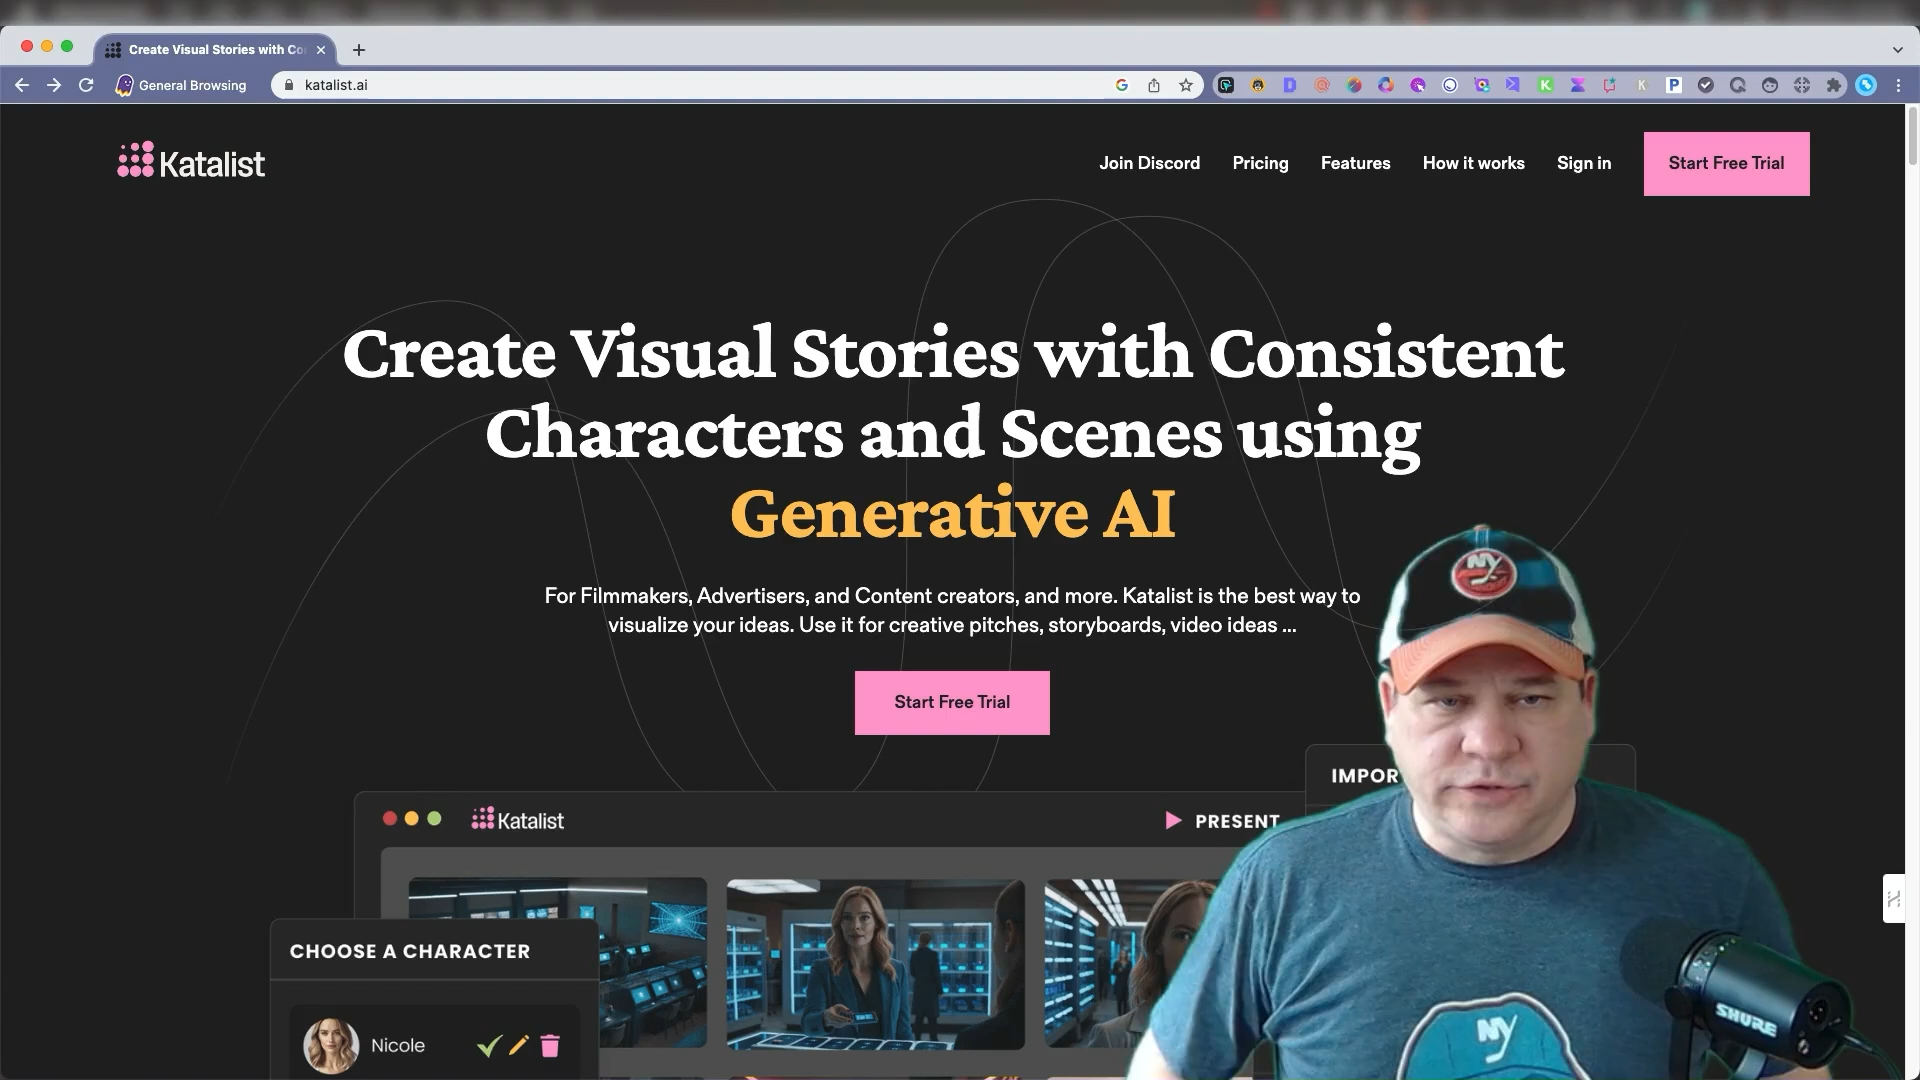 Create Visual Stories with Co
General Browsing
katalist.ai
Katalist
Join Discord
Pricing
Features
How it works
Sign in
Start Free Trial
Create Visual Stories with Consistent
Characters and Scenes using
Generative AI
For Filmmakers, Advertisers, and Content creators, and more. Katalist is the best way to
visualize your ideas. Use it for creative pitches, storyboards, video ideas ...
Start Free Trial
IMPOR
Katalist
PRESENT
CHOOSE A CHARACTER
Nicole
NY
NY
SHURE